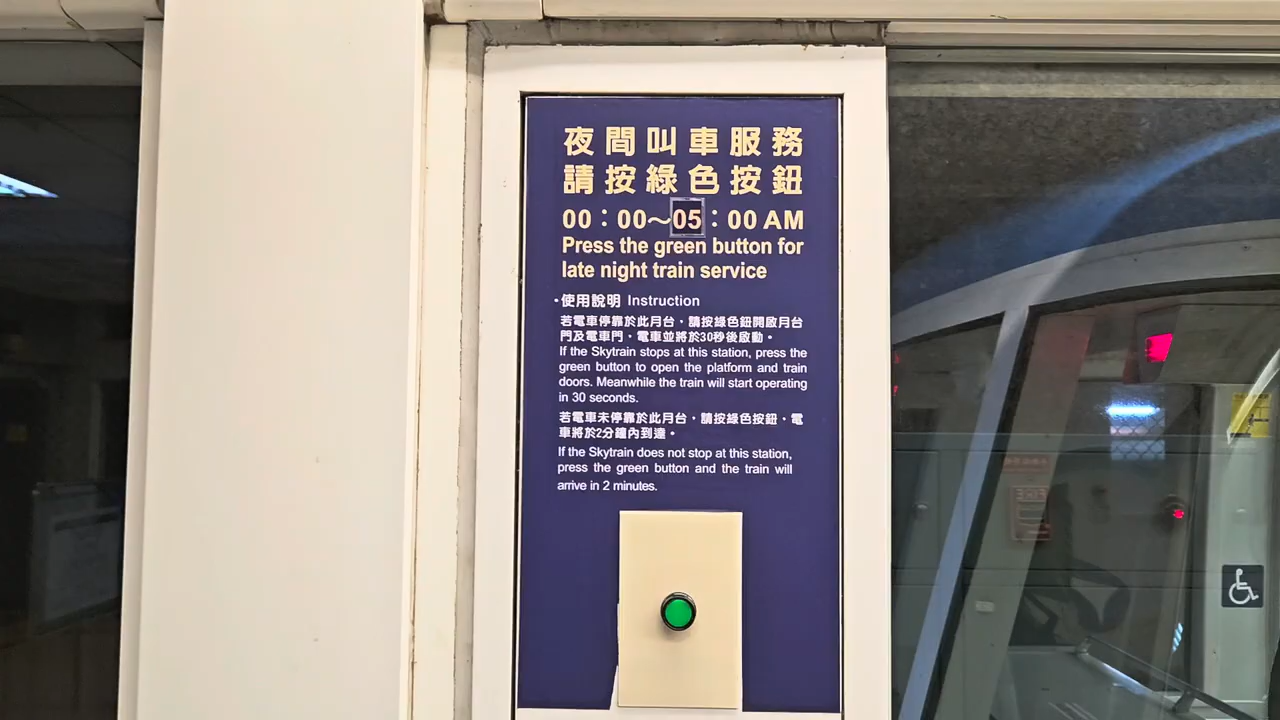 夜間叫車服務
請按綠色按鈕
00：00～05：00 AM
Press the green button for
late night train service
•使用說明 Instruction
若電車停靠於此月台，請按綠色鈕開啟月台
門及電車門，電車並將於30秒後啟動。
If the Skytrain stops at this station, press the
green button to open the platform and train
doors. Meanwhile the train will start operating
in 30 seconds.
若電車未停靠於此月台，請按綠色按鈕，電
車將於2分鐘內到達。
If the Skytrain does not stop at this station,
press the green button and the train will
arrive in 2 minutes.